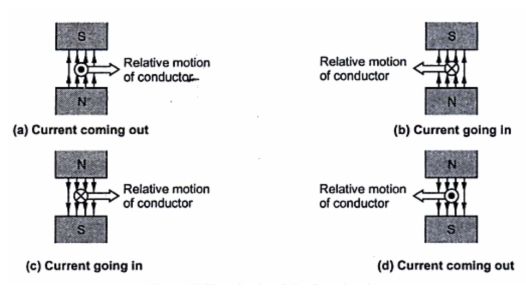 S
Relative motion
of conductor
N
(a) Current coming out
S
Relative motion
of conductor
N
(b) Current going in
N
Relative motion
of conductor
S
(c) Current going in
N
Relative motion
of conductor
S
(d) Current coming out